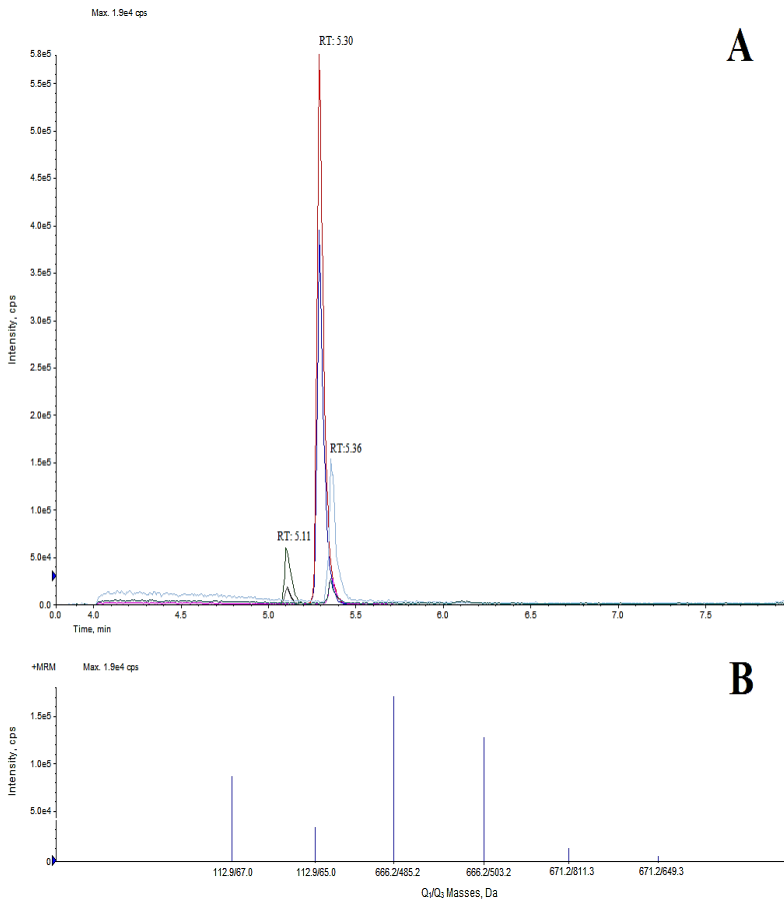 Max. 1.9e4 cps
A
RT: 5.30
5.8e5
5.5e5
5.0e5
4.5e5
4.0e5
3.5e5
3.0e5
2.5e5
2.0e5
1.5e5
1.0e5
5.0e4
0.0
Intensity, cps
RT:5.36
RT: 5.11
0.0 4.0 4.5 5.0 5.5 6.0 6.5 7.0 7.5
Time, min
+MRM Max. 1.9e4 cps
B
1.5e5
1.0e5
5.0e4
0
Intensity, cps
112.9/67.0 112.9/65.0 666.2/485.2 666.2/503.2 671.2/811.3 671.2/649.3
Q1/Q3 Masses, Da